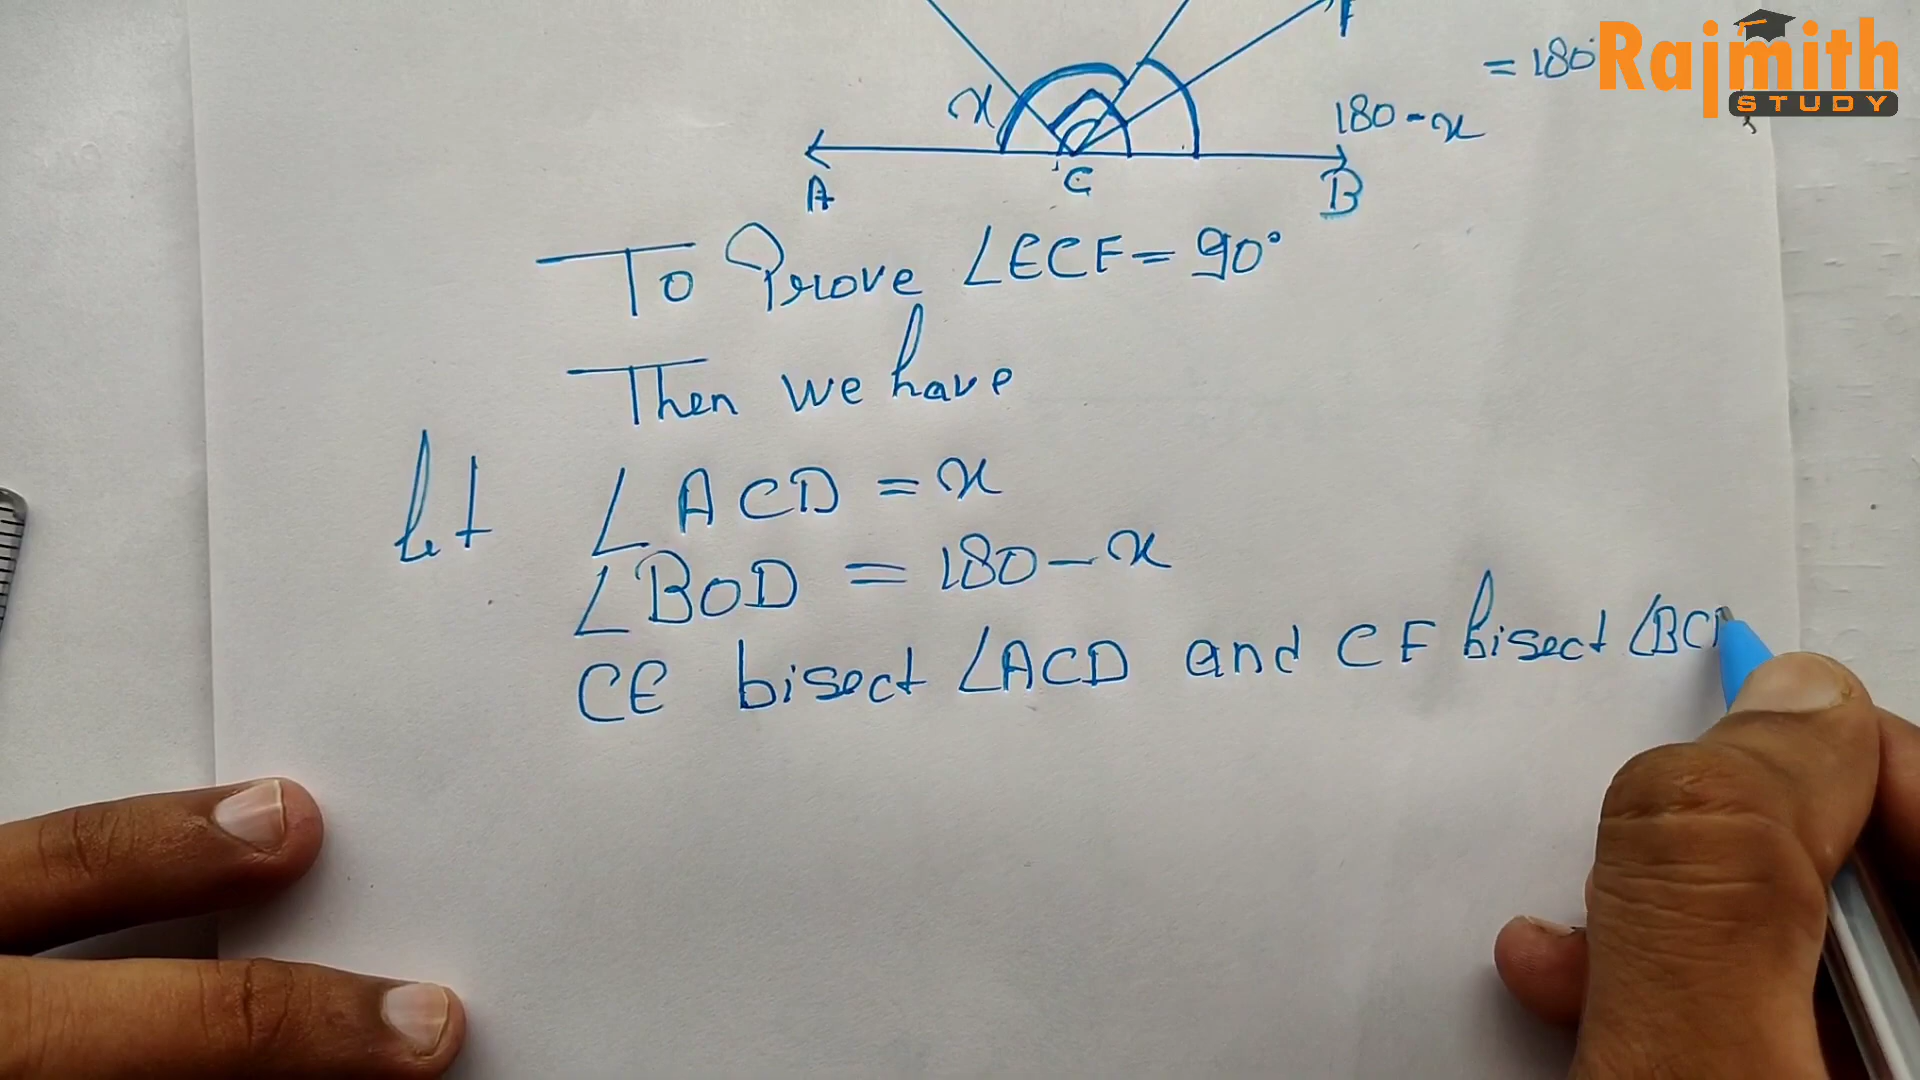 F
= 180
Rajmith
STUDY
x
180 - x
A
C
B
To Prove ∠ECF = 90°
Then we have
let ∠ACD = x
∠BOD = 180 - x
CE bisect ∠ACD and CF bisect ∠BCD